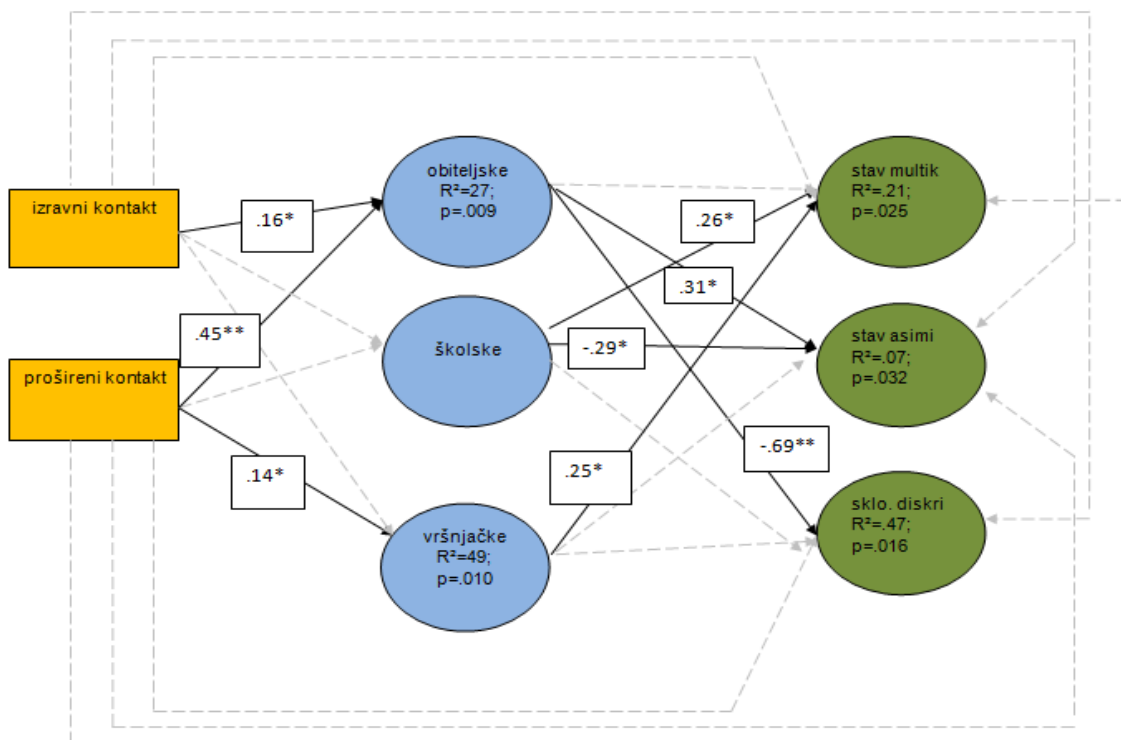 izravni kontakt
prošireni kontakt
.16*
.45**
.14*
obiteljske
R²=27;
p=.009
školske
vršnjačke
R²=49;
p=.010
.26*
.31*
-.29*
.25*
-.69**
stav multik
R²=.21;
p=.025
stav asimi
R²=.07;
p=.032
sklo. diskri
R²=.47;
p=.016